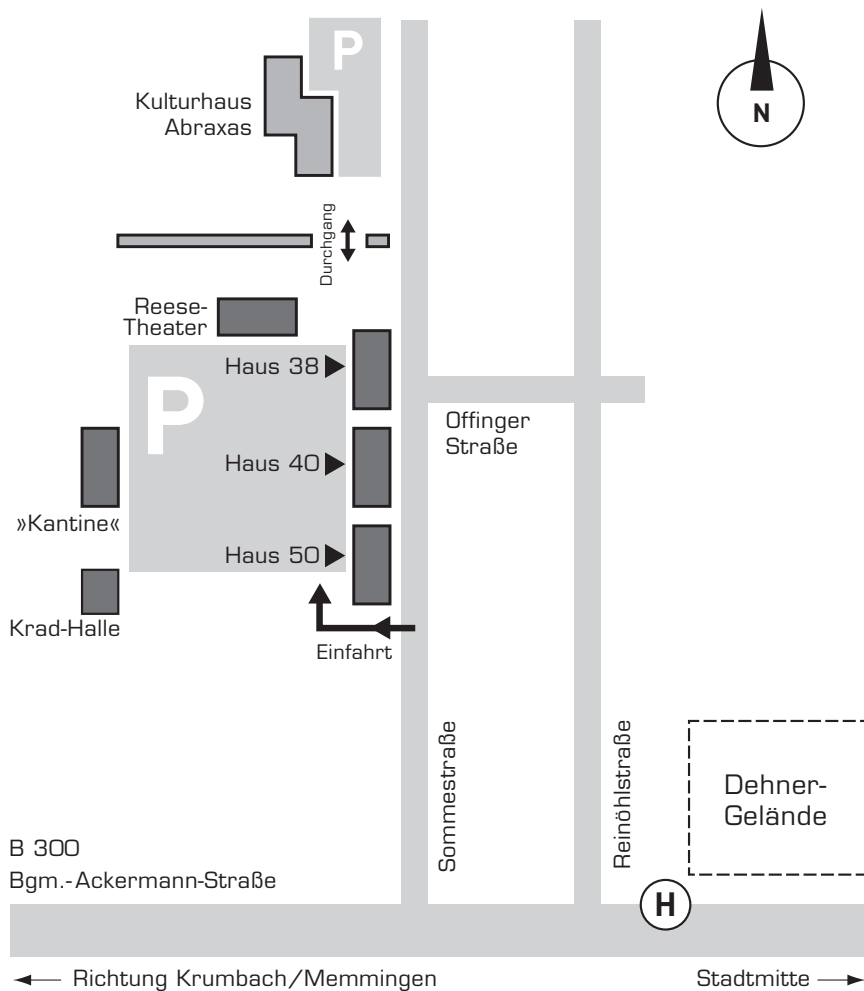 P
Kulturhaus
Abraxas
N
Durchgang
Reese-
Theater
Haus 38
P
Offinger
Straße
Haus 40
»Kantine«
Haus 50
Krad-Halle
Einfahrt
Sommestraße
Reinöhlstraße
Dehner-
Gelände
B 300
Bgm.-Ackermann-Straße
H
Richtung Krumbach/Memmingen
Stadtmitte